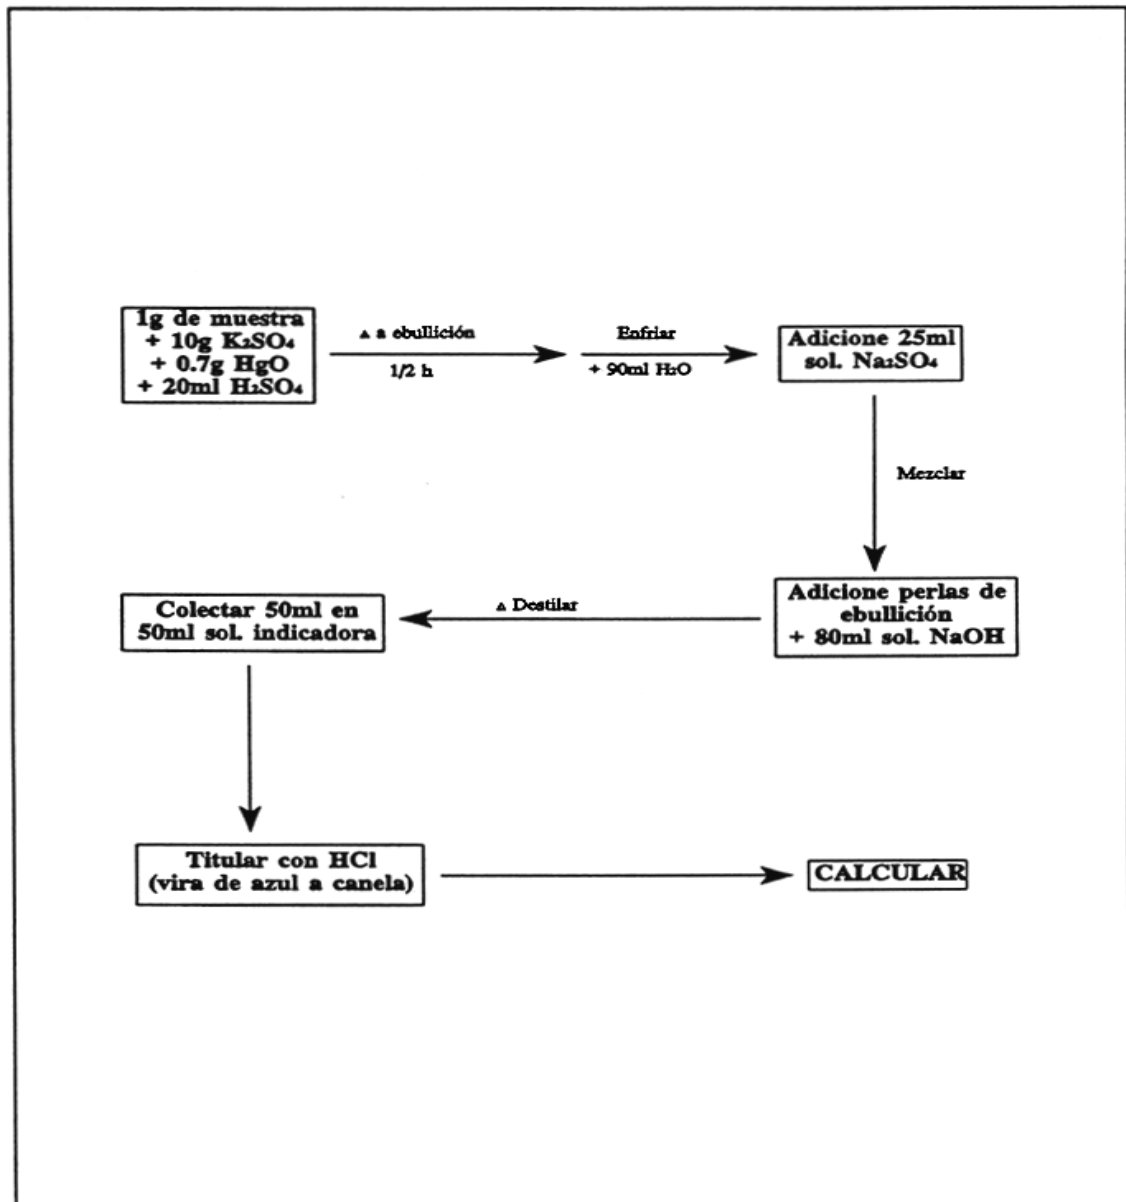 1g de muestra
+ 10g K₂SO₄
+ 0.7g HgO
+ 20ml H₂SO₄
▵ a ebullición
1/2 h
Enfriar
+ 90ml H₂O
Adicione 25ml
sol. Na₂SO₄
Mezclar
Adicione perlas de
ebullición
+ 80ml sol. NaOH
▵ Destilar
Colectar 50ml en
50ml sol. indicadora
Titular con HCl
(vira de azul a canela)
CALCULAR